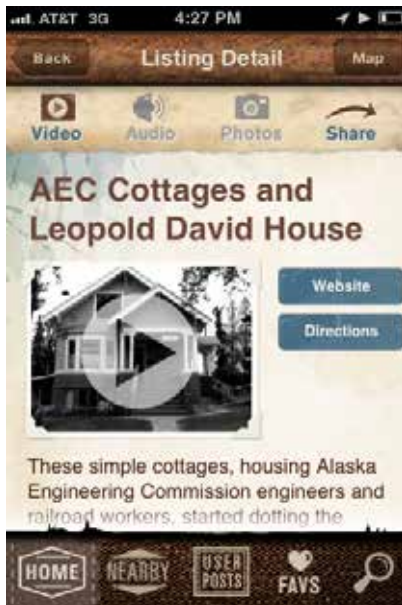 AT&T 3G 4:27 PM
Back Listing Detail Map
Video Audio Photos Share
AEC Cottages and
Leopold David House
Website
Directions
These simple cottages, housing Alaska
Engineering Commission engineers and
railroad workers, started dotting the
HOME NEARBY USER POSTS FAVS